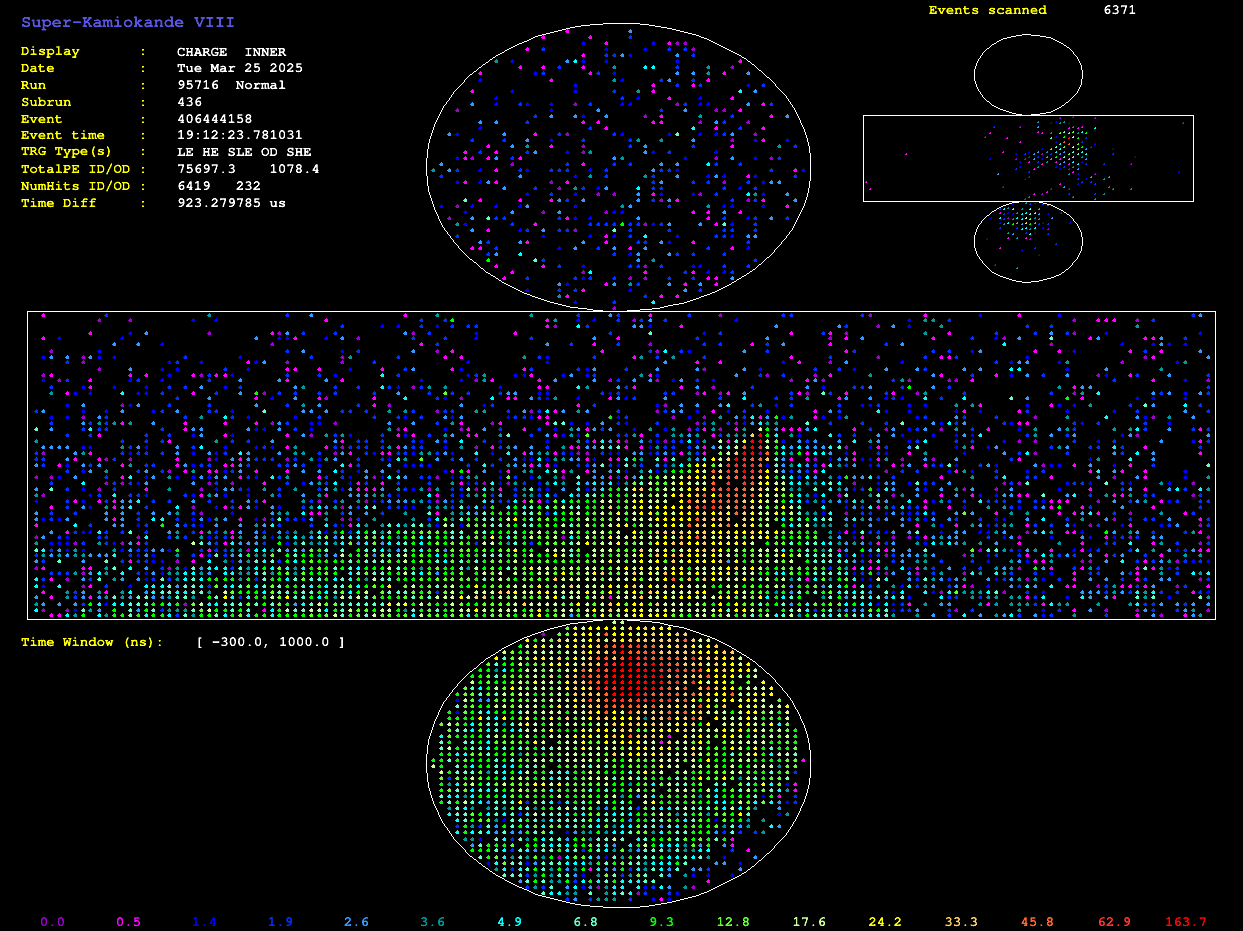 Super-Kamiokande VIII
Events scanned 6371
Display : CHARGE INNER
Date : Tue Mar 25 2025
Run : 95716 Normal
Subrun : 436
Event : 406444158
Event time : 19:12:23.781031
TRG Type(s) : LE HE SLE OD SHE
TotalPE ID/OD : 75697.3 1078.4
NumHits ID/OD : 6419 232
Time Diff : 923.279785 us
Time Window (ns): [ -300.0, 1000.0 ]
0.0 0.5 1.4 1.9 2.6 3.6 4.9 6.8 9.3 12.8 17.6 24.2 33.3 45.8 62.9 163.7